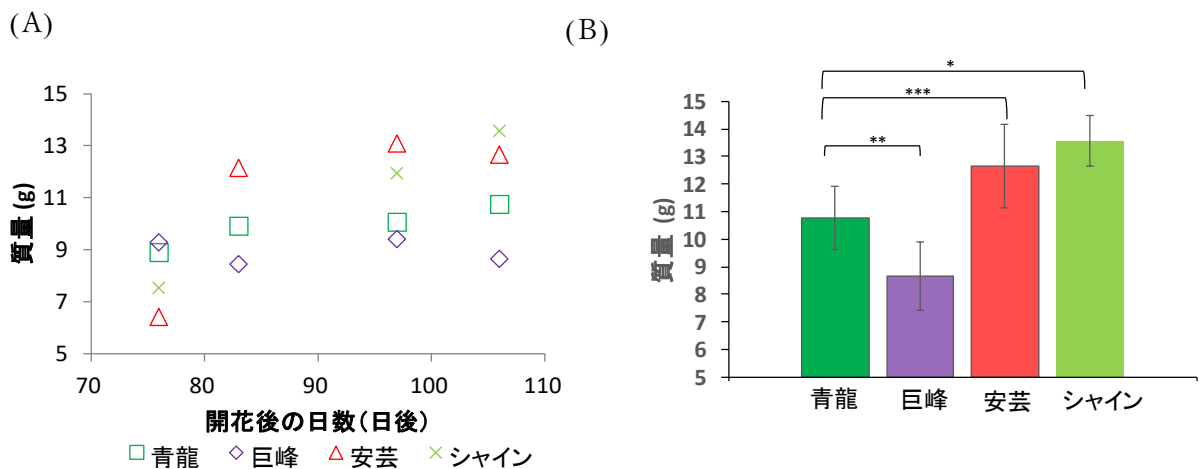 (A)
15
13
11
9
7
5
質量 (g)
70 80 90 100 110
開花後の日数(日後)
青龍 巨峰 安芸 シャイン
(B)
*
***
**
15
14
13
12
11
10
9
8
7
6
5
質量 (g)
青龍 巨峰 安芸 シャイン